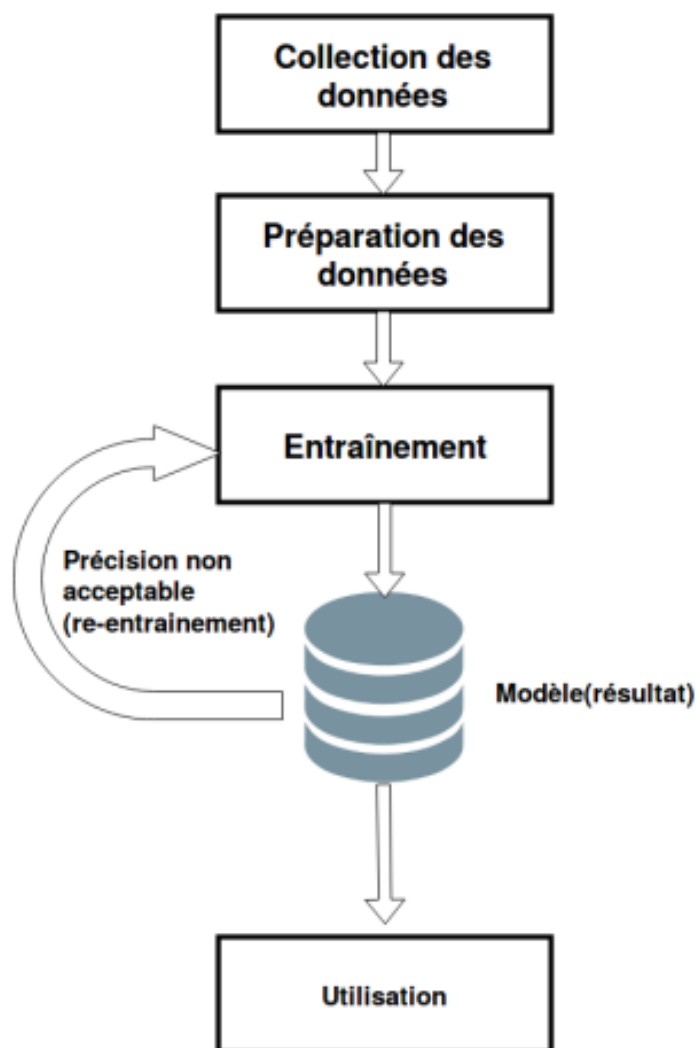 Collection des
données
Préparation des
données
Entraînement
Précision non
acceptable
(re-entrainement)
Modèle(résultat)
Utilisation